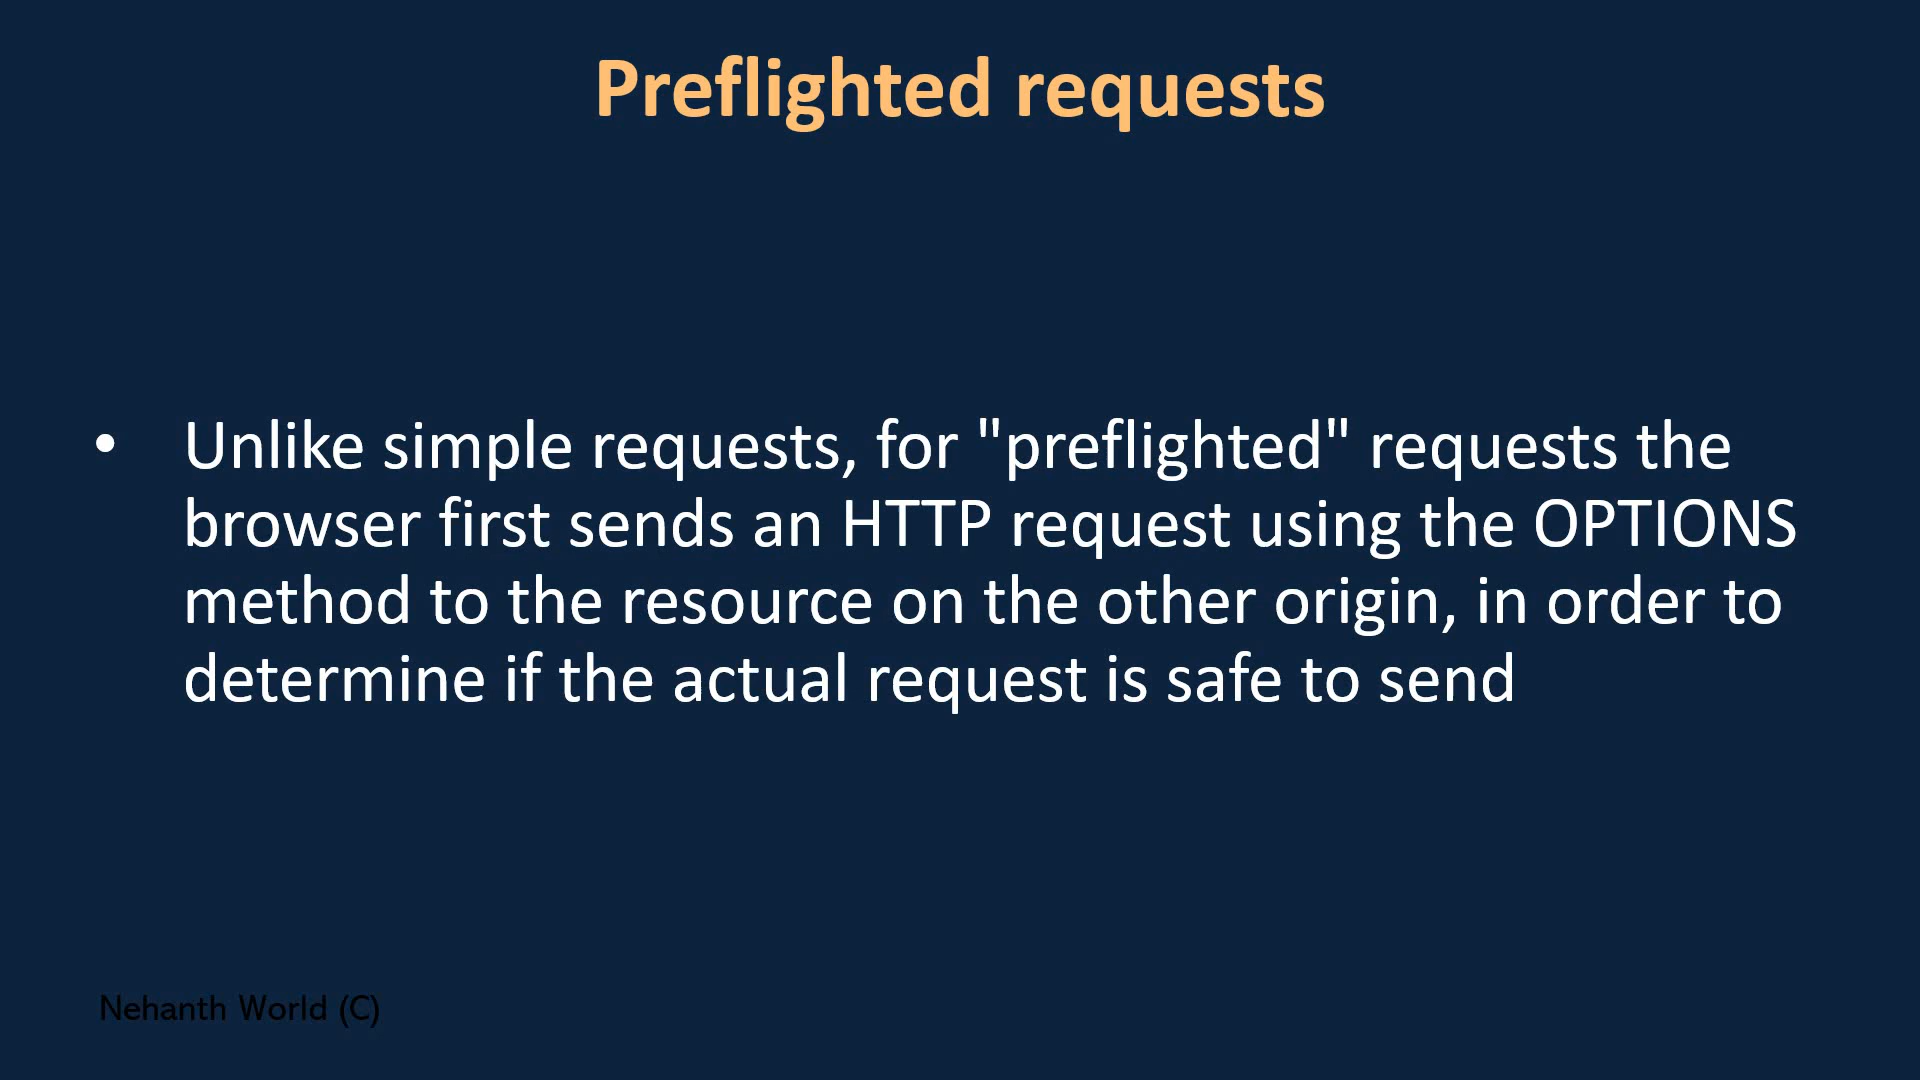 Preflighted requests
• Unlike simple requests, for "preflighted" requests the
browser first sends an HTTP request using the OPTIONS
method to the resource on the other origin, in order to
determine if the actual request is safe to send
Nehanth World (C)